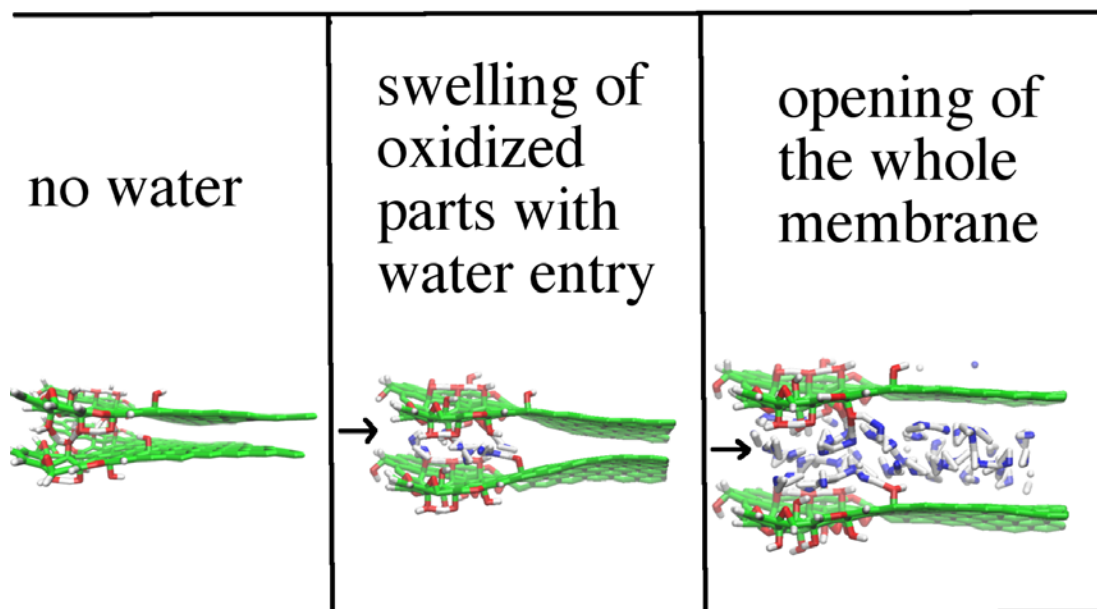 no water
swelling of
oxidized
parts with
water entry
opening of
the whole
membrane